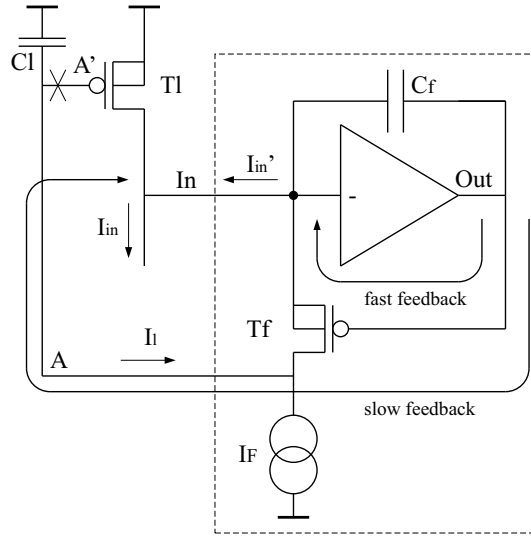 Cl
A'
Tl
Cf
Iin'
In
Out
-
Iin
fast feedback
Tf
Il
A
slow feedback
IF